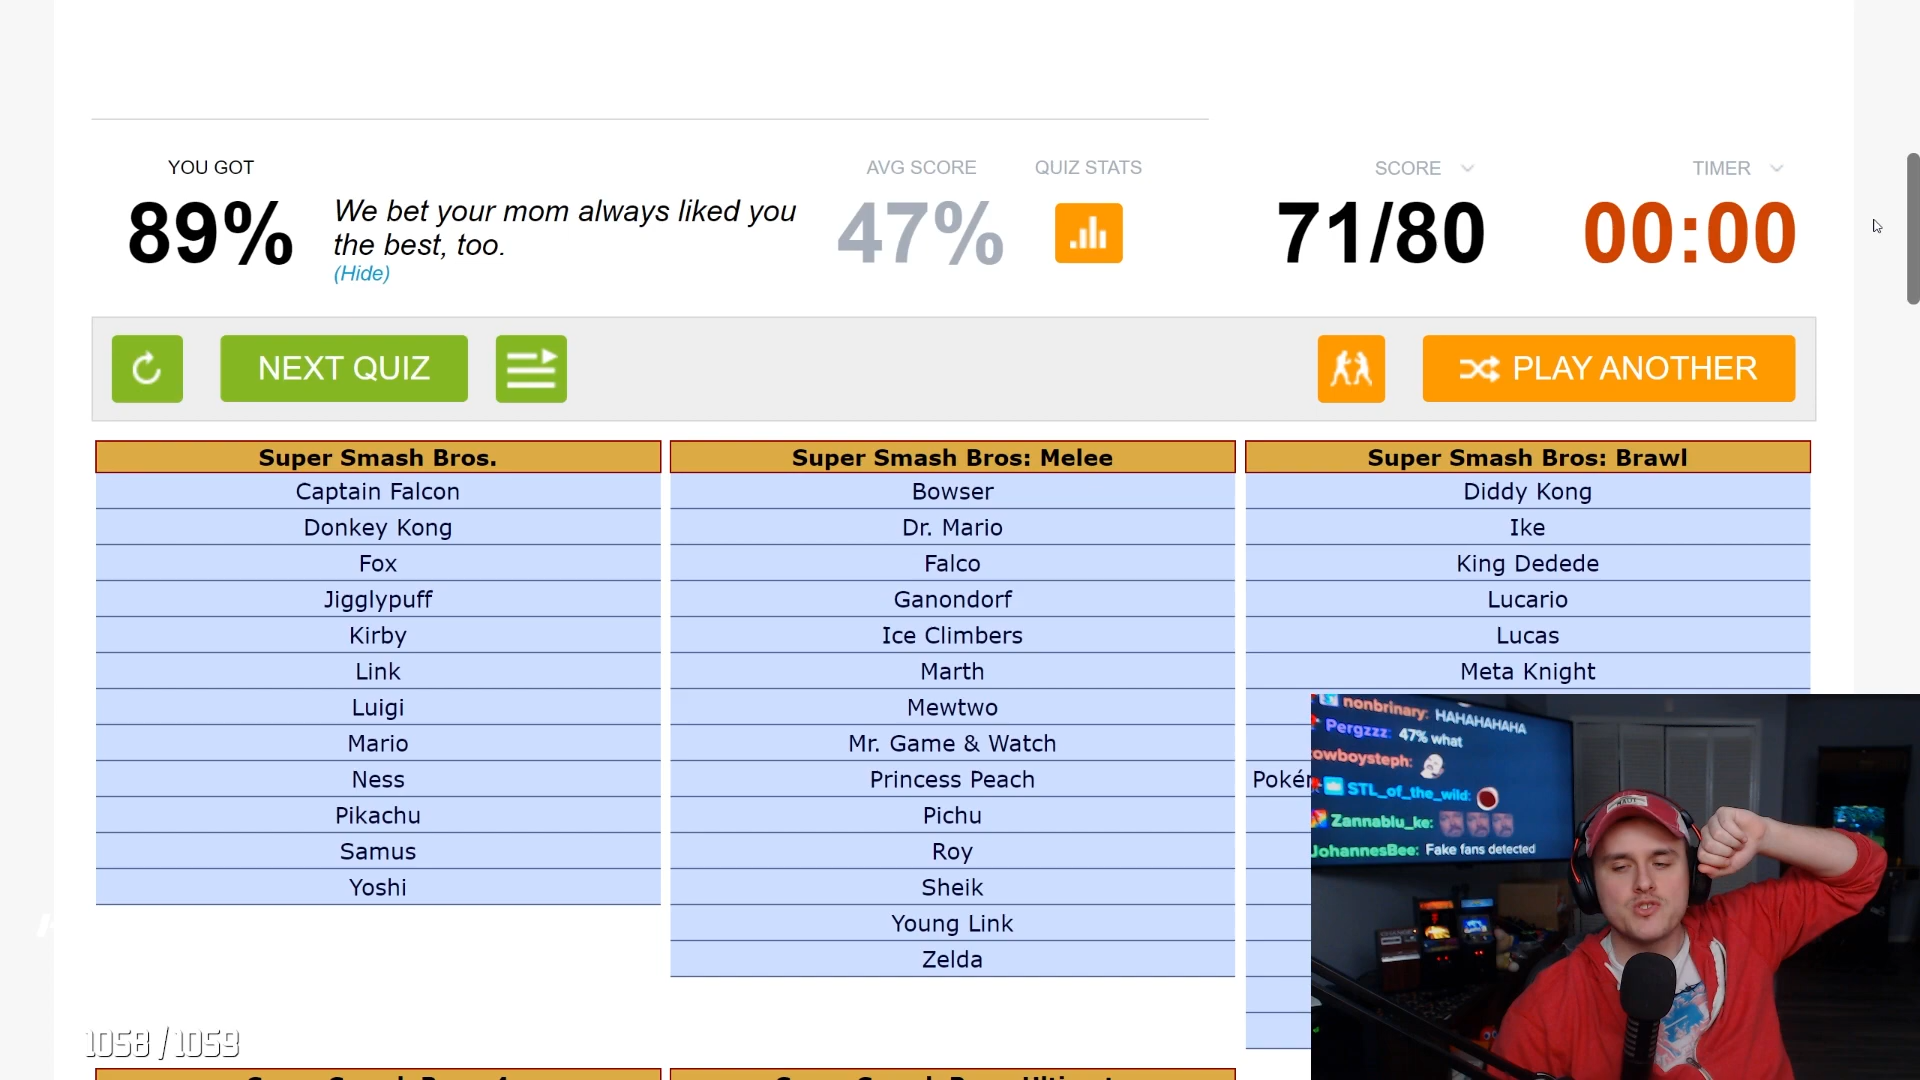 YOU GOT
89%
We bet your mom always liked you
the best, too.
(Hide)
AVG SCORE
47%
QUIZ STATS
SCORE
71/80
TIMER
00:00
NEXT QUIZ
PLAY ANOTHER
Super Smash Bros.
Captain Falcon
Donkey Kong
Fox
Jigglypuff
Kirby
Link
Luigi
Mario
Ness
Pikachu
Samus
Yoshi
Super Smash Bros: Melee
Bowser
Dr. Mario
Falco
Ganondorf
Ice Climbers
Marth
Mewtwo
Mr. Game & Watch
Princess Peach
Pichu
Roy
Sheik
Young Link
Zelda
Super Smash Bros: Brawl
Diddy Kong
Ike
King Dedede
Lucario
Lucas
Meta Knight
nonbrinary: HAHAHAHAHA
Pergzzz: 47% what
owboysteph:
STL_of_the_wild:
Zannablu_ke:
JohannesBee: Fake fans detected
1058 / 1053